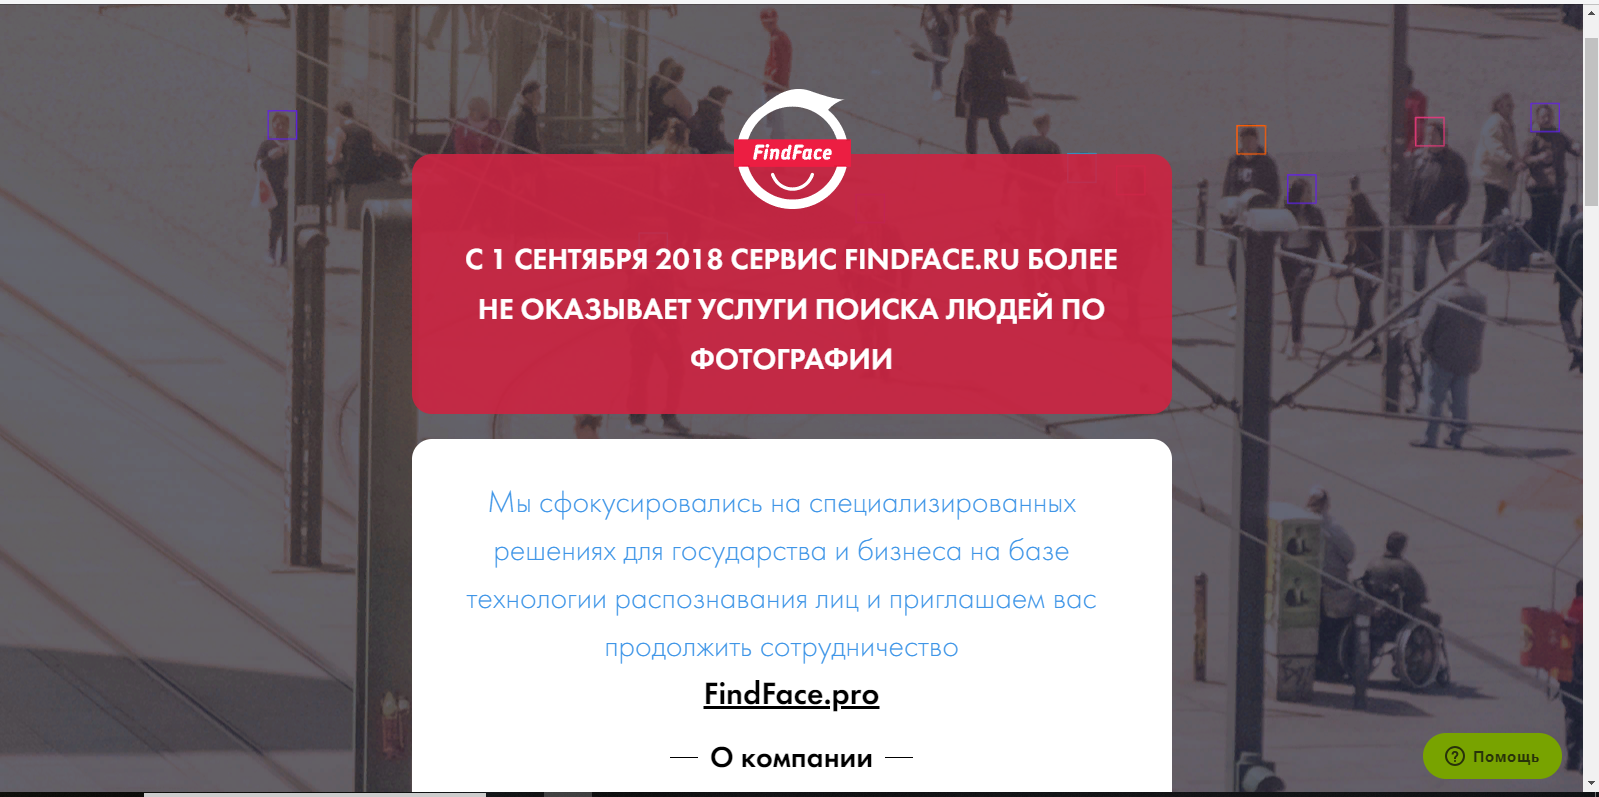 FindFace
С 1 СЕНТЯБРЯ 2018 СЕРВИС FINDFACE.RU БОЛЕЕ
НЕ ОКАЗЫВАЕТ УСЛУГИ ПОИСКА ЛЮДЕЙ ПО
ФОТОГРАФИИ
Мы сфокусировались на специализированных
решениях для государства и бизнеса на базе
технологии распознавания лиц и приглашаем вас
продолжить сотрудничество
FindFace.pro
О компании
Помощь